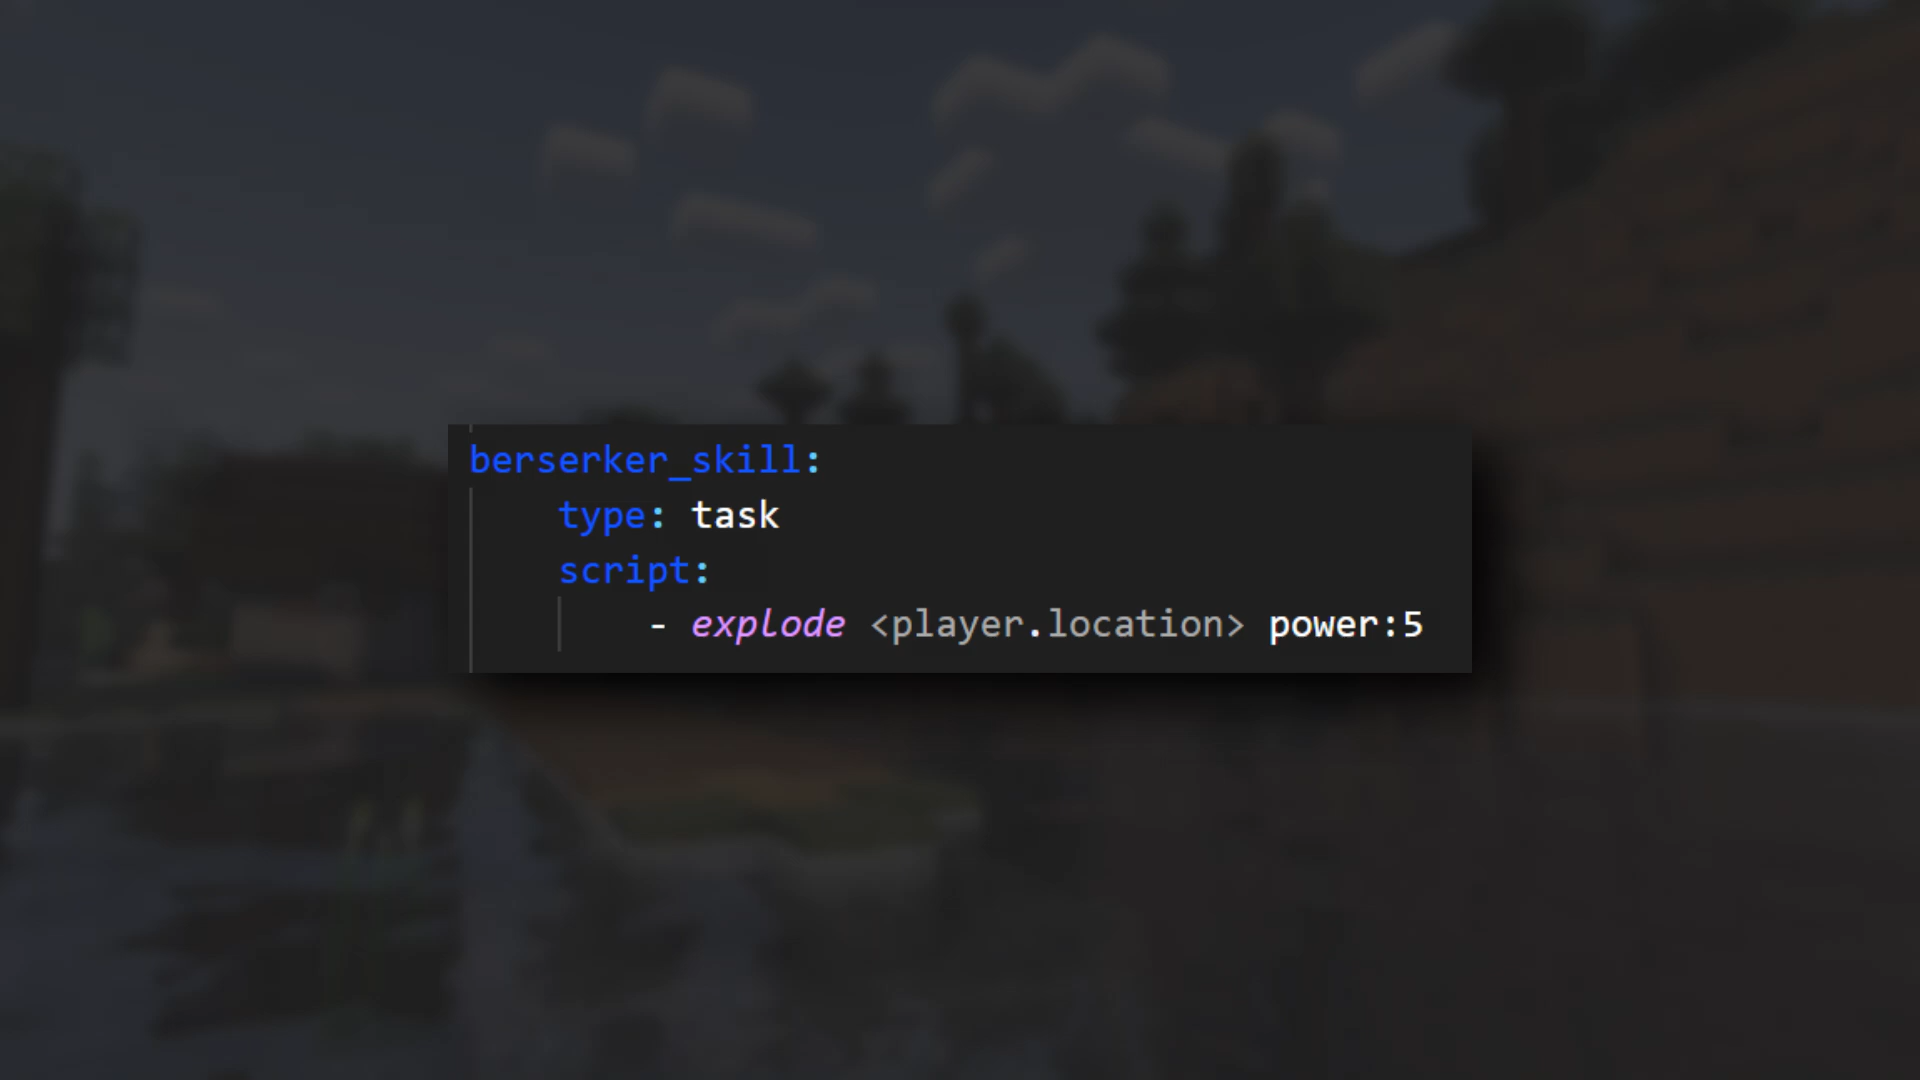 berserker_skill:
type: task
script:
- explode <player.location> power:5